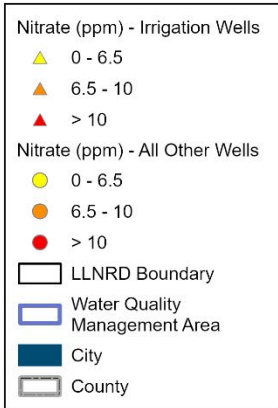 Nitrate (ppm) - Irrigation Wells
0 - 6.5
6.5 - 10
> 10
Nitrate (ppm) - All Other Wells
0 - 6.5
6.5 - 10
> 10
LLNRD Boundary
Water Quality
Management Area
City
County